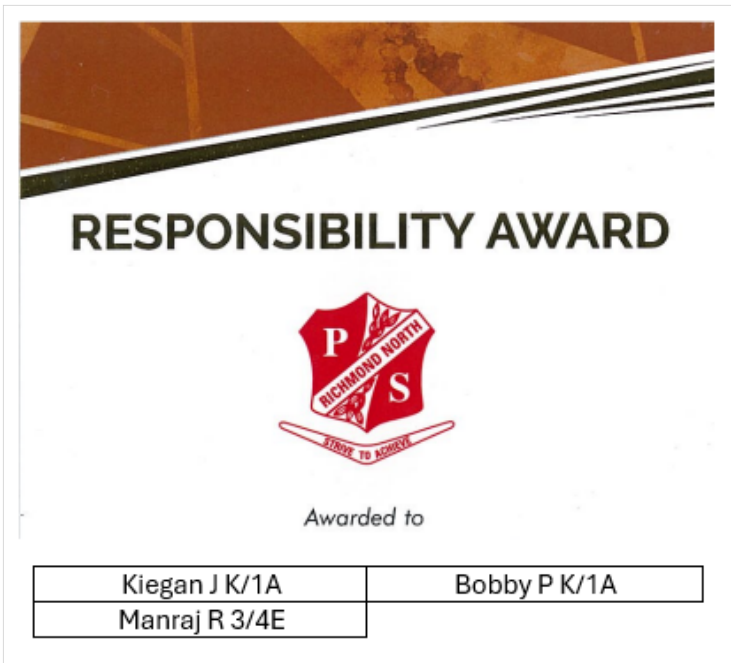 RESPONSIBILITY AWARD
P
RICHMOND NORTH
S
STRIVE TO ACHIEVE
Awarded to
Kiegan J K/1A Bobby P K/1A
Manraj R 3/4E